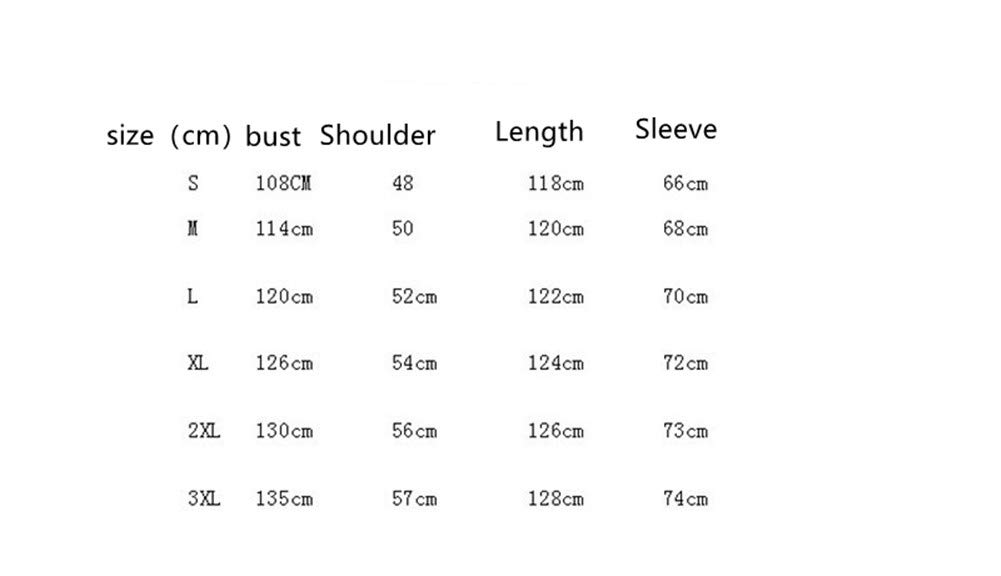 size（cm）bust Shoulder Length Sleeve
S 108CM 48 118cm 66cm
M 114cm 50 120cm 68cm
L 120cm 52cm 122cm 70cm
XL 126cm 54cm 124cm 72cm
2XL 130cm 56cm 126cm 73cm
3XL 135cm 57cm 128cm 74cm